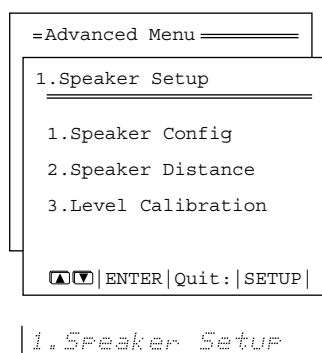 =Advanced Menu
1.Speaker Setup
1.Speaker Config
2.Speaker Distance
3.Level Calibration
▲▼|ENTER|Quit:|SETUP|
1.Speaker Setup